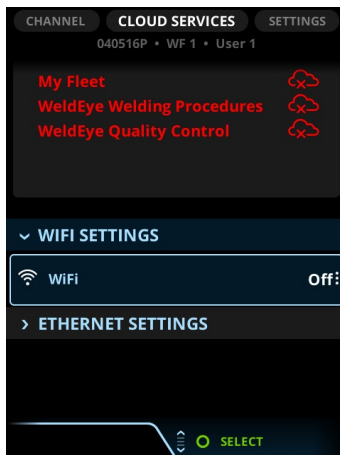 CHANNEL CLOUD SERVICES SETTINGS
040516P • WF 1 • User 1
My Fleet
WeldEye Welding Procedures
WeldEye Quality Control
WIFI SETTINGS
WiFi Off
ETHERNET SETTINGS
SELECT